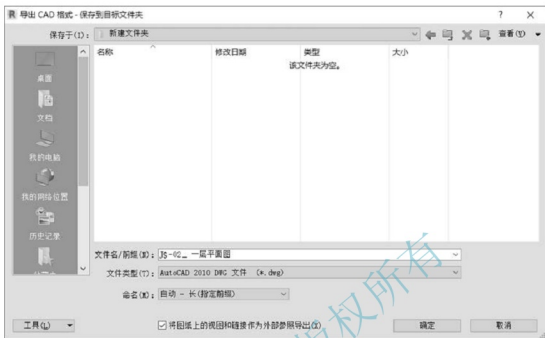 导出 CAD 格式 - 保存到目标文件夹
保存于(I): 新建文件夹
查看(V)
名称 修改日期 类型 大小
该文件夹为空。
桌面
文档
我的电脑
我的网络位置
历史记录
文件名/前缀(N): JS-02_ 一层平面图
文件类型(T): AutoCAD 2010 DWG 文件 (*.dwg)
命名(M): 自动 - 长(指定前缀)
工具(L)
将图纸上的视图和链接作为外部参照导出(X)
确定
取消
版权所有